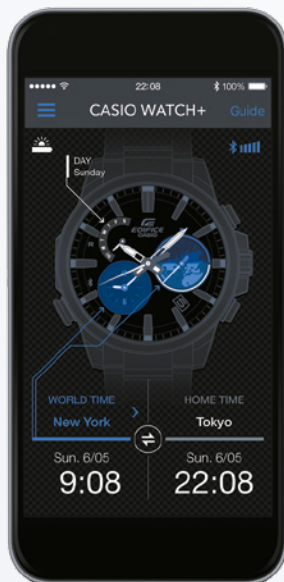 22:08
100%
CASIO WATCH+
Guide
DAY
Sunday
EDIFICE
CASIO
WORLD TIME
New York
HOME TIME
Tokyo
Sun. 6/05
9:08
Sun. 6/05
22:08